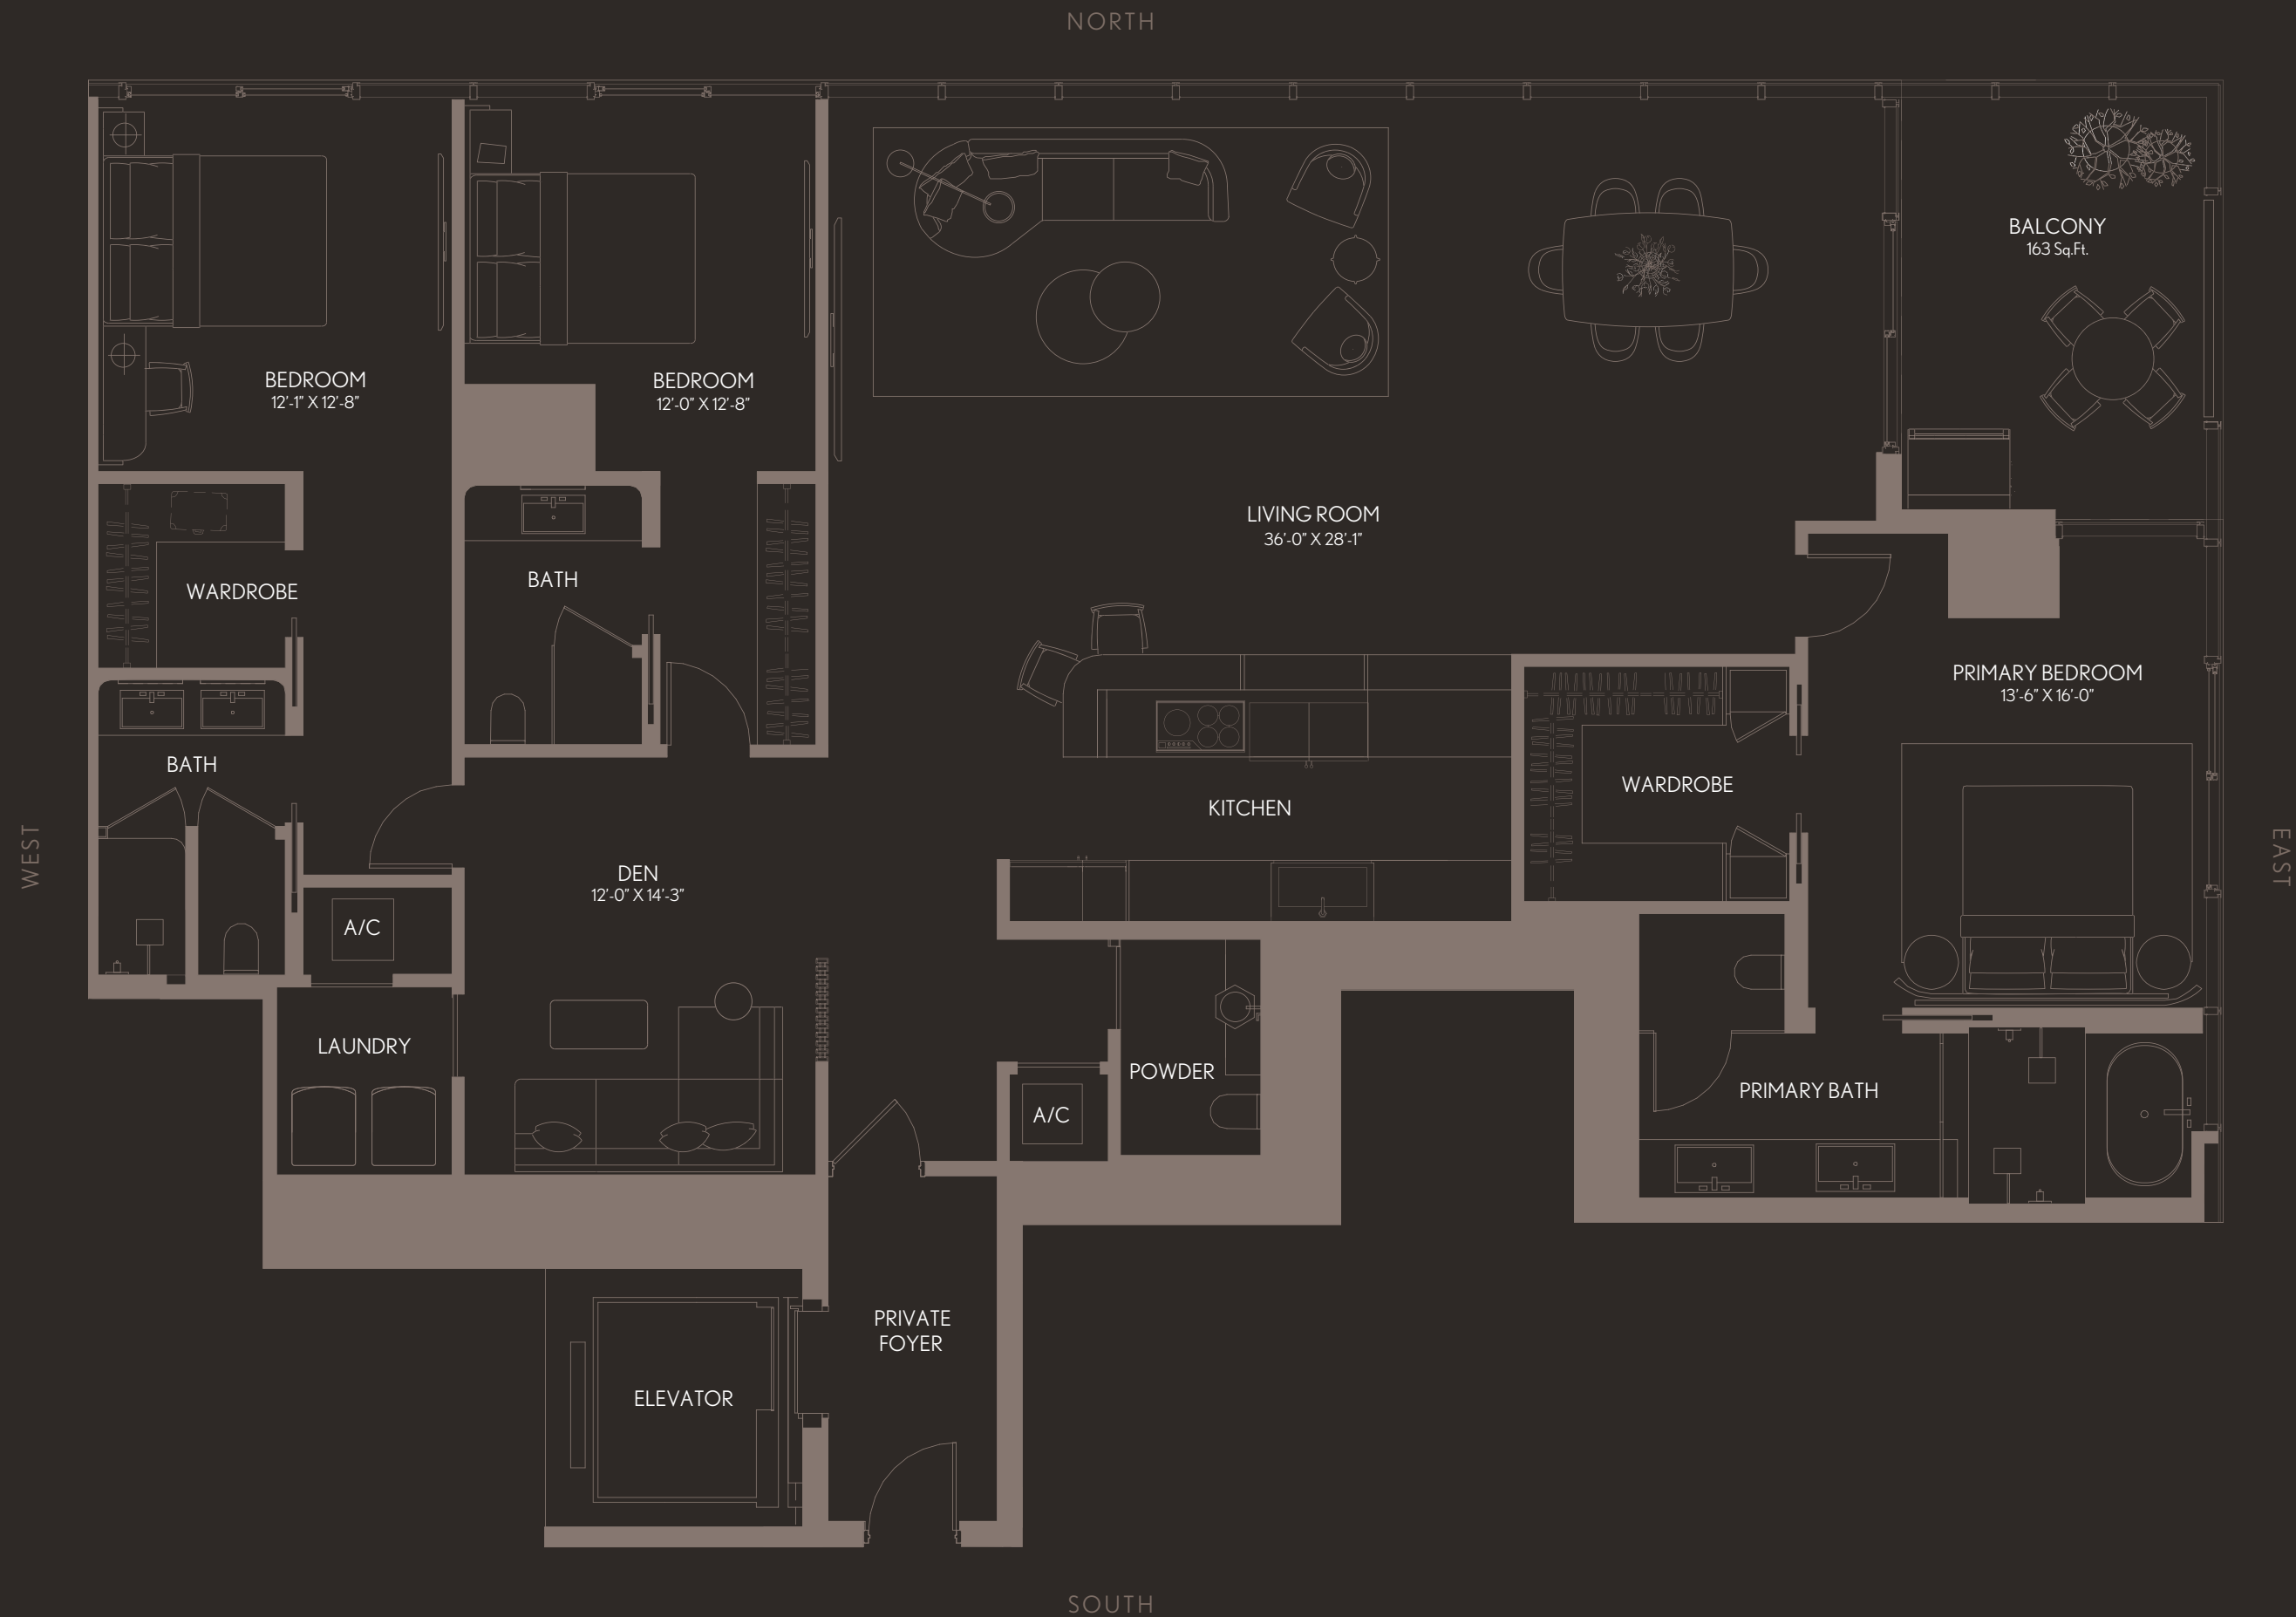 NORTH
BALCONY
163 Sq.Ft.
BEDROOM
12'-1" X 12'-8"
BEDROOM
12'-0" X 12'-8"
LIVING ROOM
36'-0" X 28'-1"
WARDROBE
BATH
PRIMARY BEDROOM
13'-6" X 16'-0"
BATH
WARDROBE
KITCHEN
WEST
EAST
DEN
12'-0" X 14'-3"
A/C
LAUNDRY
POWDER
PRIMARY BATH
A/C
PRIVATE
FOYER
ELEVATOR
SOUTH